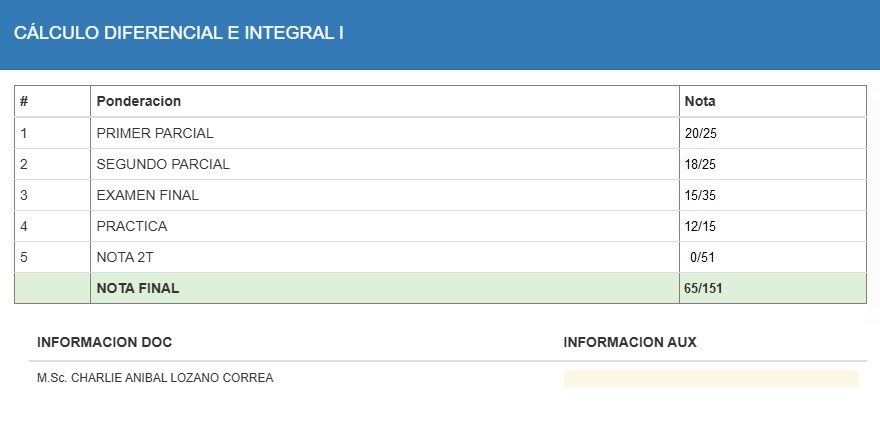 CÁLCULO DIFERENCIAL E INTEGRAL I
# Ponderacion Nota
1 PRIMER PARCIAL 20/25
2 SEGUNDO PARCIAL 18/25
3 EXAMEN FINAL 15/35
4 PRACTICA 12/15
5 NOTA 2T 0/51
NOTA FINAL 65/151
INFORMACION DOC INFORMACION AUX
M.Sc. CHARLIE ANIBAL LOZANO CORREA